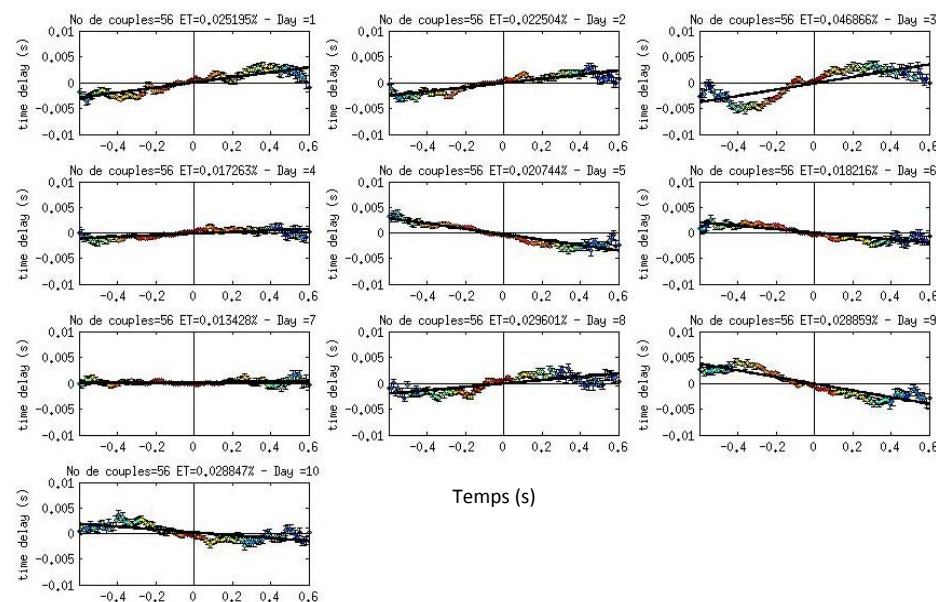 No de couples=56 ET=0.025195% - Day =1
No de couples=56 ET=0.022504% - Day =2
No de couples=56 ET=0.046866% - Day =3
time delay (s)
0.01
0.005
0
-0.005
-0.01
-0.4 -0.2 0 0.2 0.4 0.6
time delay (s)
0.01
0.005
0
-0.005
-0.01
-0.4 -0.2 0 0.2 0.4 0.6
time delay (s)
0.01
0.005
0
-0.005
-0.01
-0.4 -0.2 0 0.2 0.4 0.6
No de couples=56 ET=0.017263% - Day =4
No de couples=56 ET=0.020744% - Day =5
No de couples=56 ET=0.018216% - Day =6
time delay (s)
0.01
0.005
0
-0.005
-0.01
-0.4 -0.2 0 0.2 0.4 0.6
time delay (s)
0.01
0.005
0
-0.005
-0.01
-0.4 -0.2 0 0.2 0.4 0.6
time delay (s)
0.01
0.005
0
-0.005
-0.01
-0.4 -0.2 0 0.2 0.4 0.6
No de couples=56 ET=0.013428% - Day =7
No de couples=56 ET=0.029601% - Day =8
No de couples=56 ET=0.028859% - Day =9
time delay (s)
0.01
0.005
0
-0.005
-0.01
-0.4 -0.2 0 0.2 0.4 0.6
time delay (s)
0.01
0.005
0
-0.005
-0.01
-0.4 -0.2 0 0.2 0.4 0.6
time delay (s)
0.01
0.005
0
-0.005
-0.01
-0.4 -0.2 0 0.2 0.4 0.6
No de couples=56 ET=0.028847% - Day =10
time delay (s)
0.01
0.005
0
-0.005
-0.01
-0.4 -0.2 0 0.2 0.4 0.6
Temps (s)